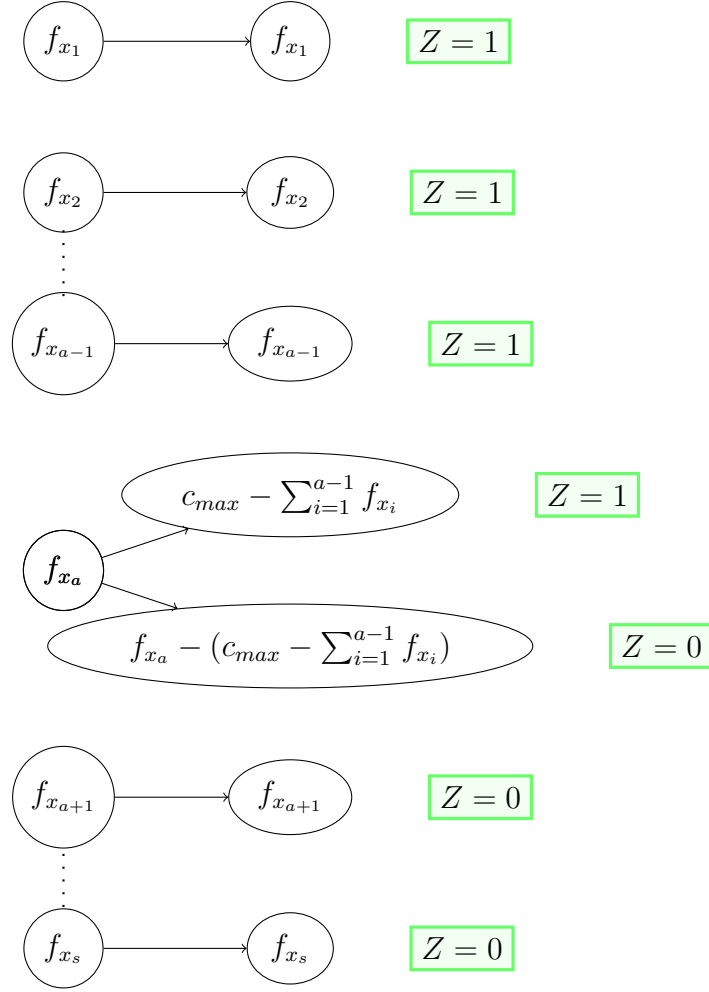 $f_{x_1}$ $f_{x_1}$ $Z = 1$
$f_{x_2}$ $f_{x_2}$ $Z = 1$
$f_{x_{a-1}}$ $f_{x_{a-1}}$ $Z = 1$
$c_{max} - \sum_{i=1}^{a-1} f_{x_i}$ $Z = 1$
$f_{x_a}$
$f_{x_a} - (c_{max} - \sum_{i=1}^{a-1} f_{x_i})$ $Z = 0$
$f_{x_{a+1}}$ $f_{x_{a+1}}$ $Z = 0$
$f_{x_s}$ $f_{x_s}$ $Z = 0$